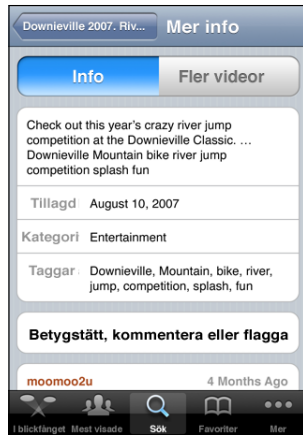 Downieville 2007. Riv... Mer info
Info Fler videor
Check out this year's crazy river jump
competition at the Downieville Classic. ...
Downieville Mountain bike river jump
competition splash fun
Tillagd August 10, 2007
Kategori Entertainment
Taggar Downieville, Mountain, bike, river,
jump, competition, splash, fun
Betygstätt, kommentera eller flagga
moomoo2u 4 Months Ago
I blickfånget Mest visade Sök Favoriter Mer